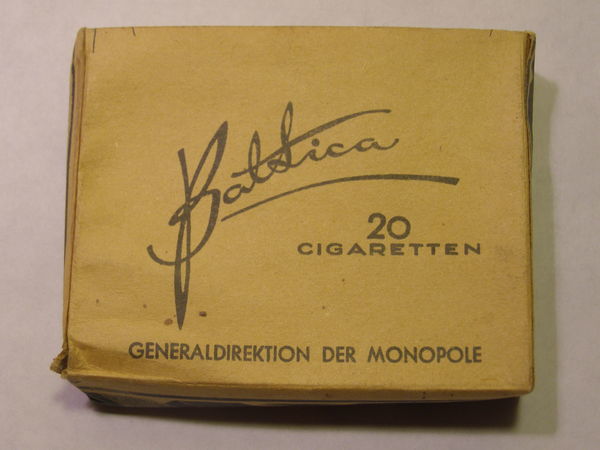 Baltica
20
CIGARETTEN
GENERALDIREKTION DER MONOPOLE